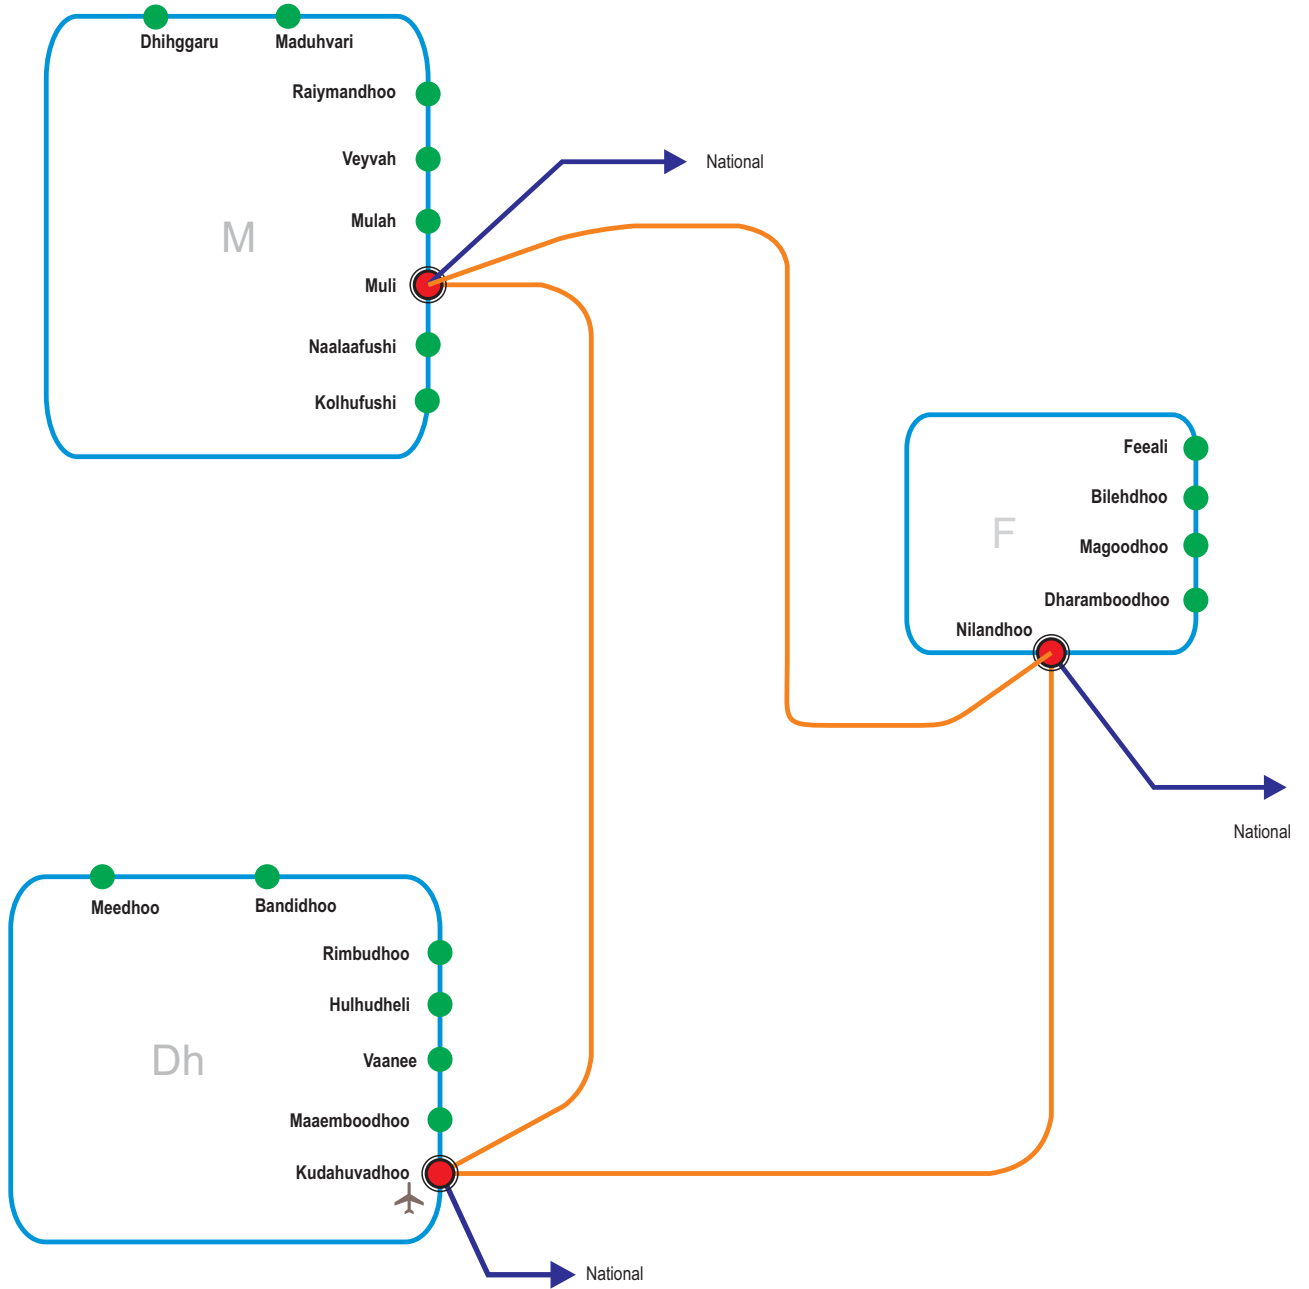 Dhihggaru
Maduhvari
Raiymandhoo
Veyvah
National
Mulah
M
Muli
Naalaafushi
Kolhufushi
Feeali
Bilehdhoo
F
Magoodhoo
Dharamboodhoo
Nilandhoo
National
Meedhoo
Bandidhoo
Rimbudhoo
Hulhudheli
Dh
Vaanee
Maaemboodhoo
Kudahuvadhoo
National